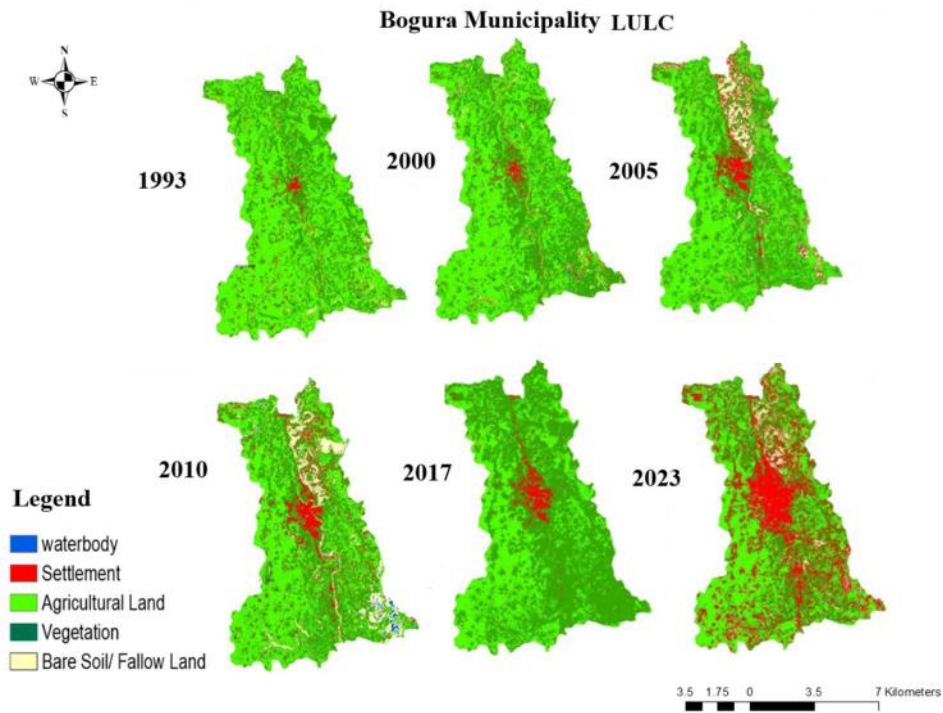 Bogura Municipality LULC
N
W E
S
1993
2000
2005
2010
2017
2023
Legend
waterbody
Settlement
Agricultural Land
Vegetation
Bare Soil/ Fallow Land
3.5 1.75 0 3.5 7 Kilometers